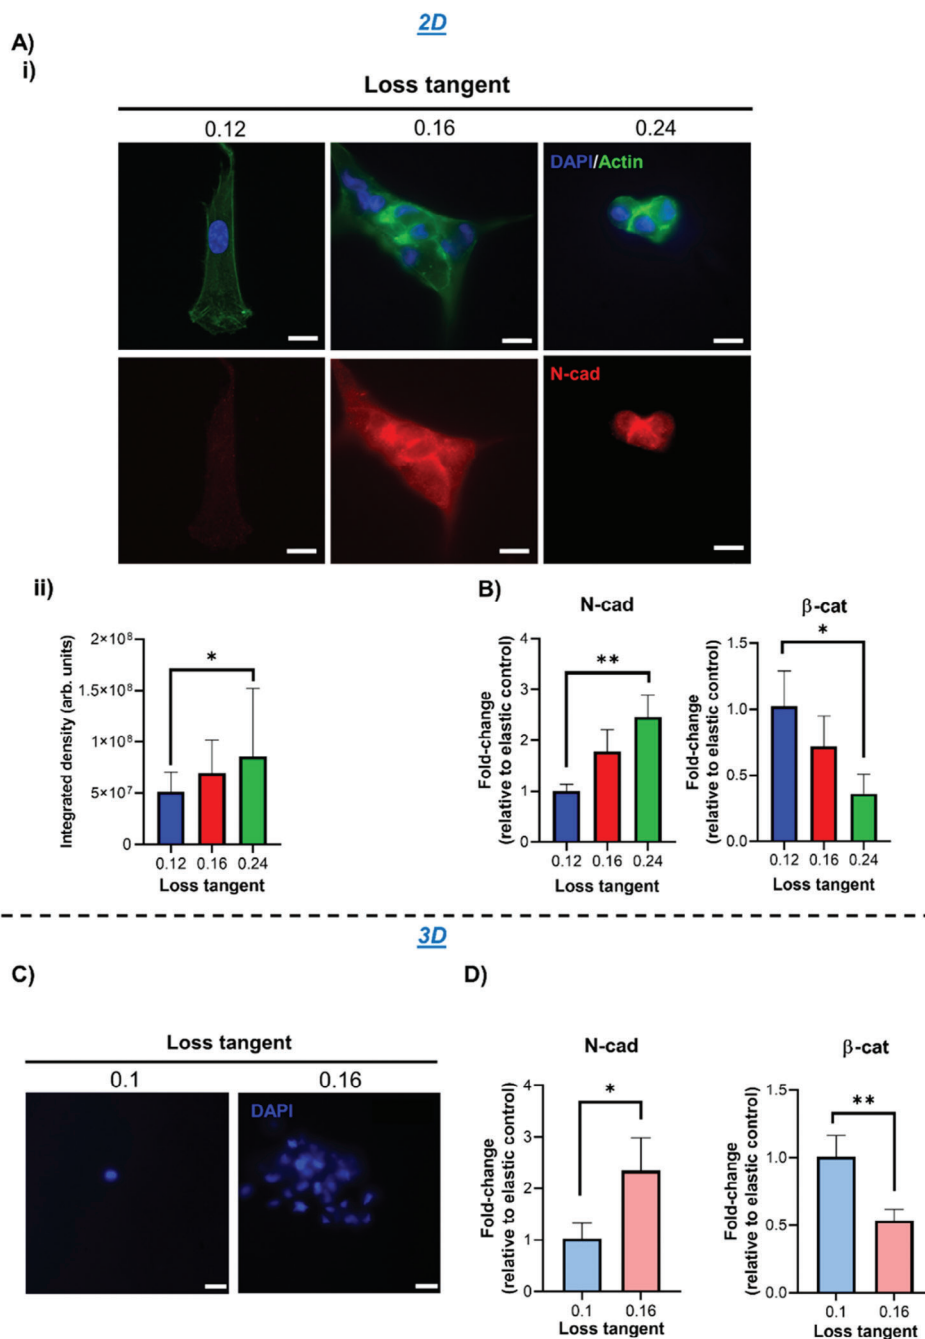 2D
A)
i)
Loss tangent
0.12 0.16 0.24
DAPI/Actin
N-cad
ii)
2×10⁸
1.5×10⁸
1×10⁸
5×10⁷
0
Integrated density (arb. units)
*
0.12 0.16 0.24
Loss tangent
B)
N-cad
4
3
2
1
0
Fold-change
(relative to elastic control)
**
0.12 0.16 0.24
Loss tangent
β-cat
1.5
1.0
0.5
0.0
Fold-change
(relative to elastic control)
*
0.12 0.16 0.24
Loss tangent
3D
C)
Loss tangent
0.1 0.16
DAPI
D)
N-cad
4
3
2
1
0
Fold-change
(relative to elastic control)
*
0.1 0.16
Loss tangent
β-cat
1.5
1.0
0.5
0.0
Fold-change
(relative to elastic control)
**
0.1 0.16
Loss tangent